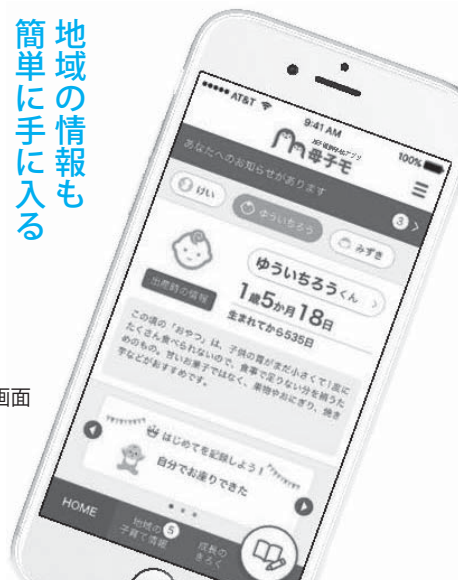 地域の情報も
簡単に手に入る
画面
AT&T
9:41 AM
100%
母子モ
あなたへのお知らせがあります
3
けい
ゆういちろう
みずき
ゆういちろうくん
1歳5か月18日
生まれてから535日
出産時の情報
この頃の「おやつ」は、子供の胃がまだ小さくて1度に
たくさん食べられないので、食事で足りない分を補うた
めのもの。甘いお菓子ではなく、果物やおにぎり、焼き
芋などがおすすめです。
はじめてを記録しよう！
自分でお座りできた
HOME
地域の
子育て情報
5
成長の
きろく